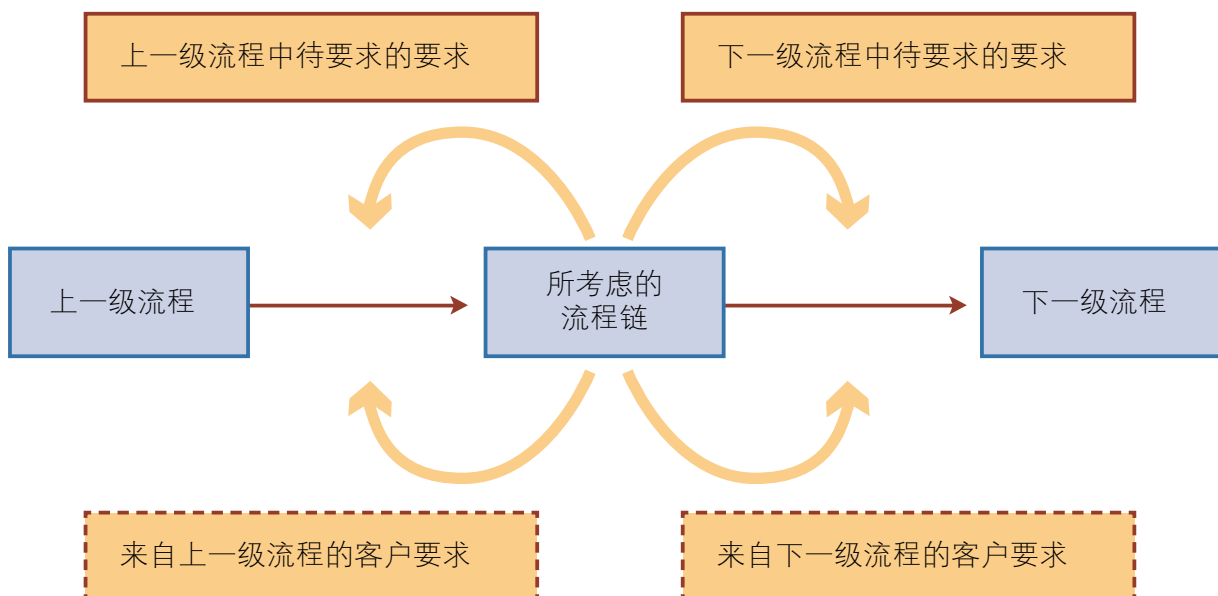 上一级流程中待要求的要求
下一级流程中待要求的要求
上一级流程
所考虑的
流程链
下一级流程
来自上一级流程的客户要求
来自下一级流程的客户要求